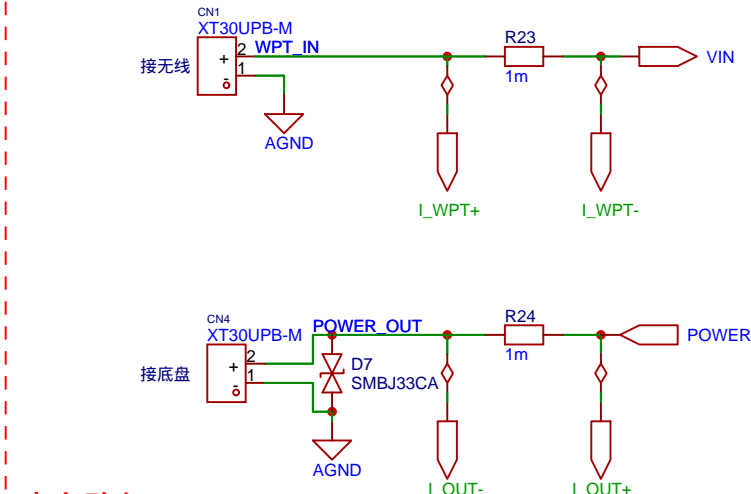 CN1
XT30UPB-M
接无线
+
-
2
1
WPT_IN
AGND
R23
1m
VIN
I_WPT+
I_WPT-
CN4
XT30UPB-M
接底盘
+
-
2
1
POWER_OUT
D7
SMBJ33CA
AGND
R24
1m
POWER
I_OUT-
I_OUT+